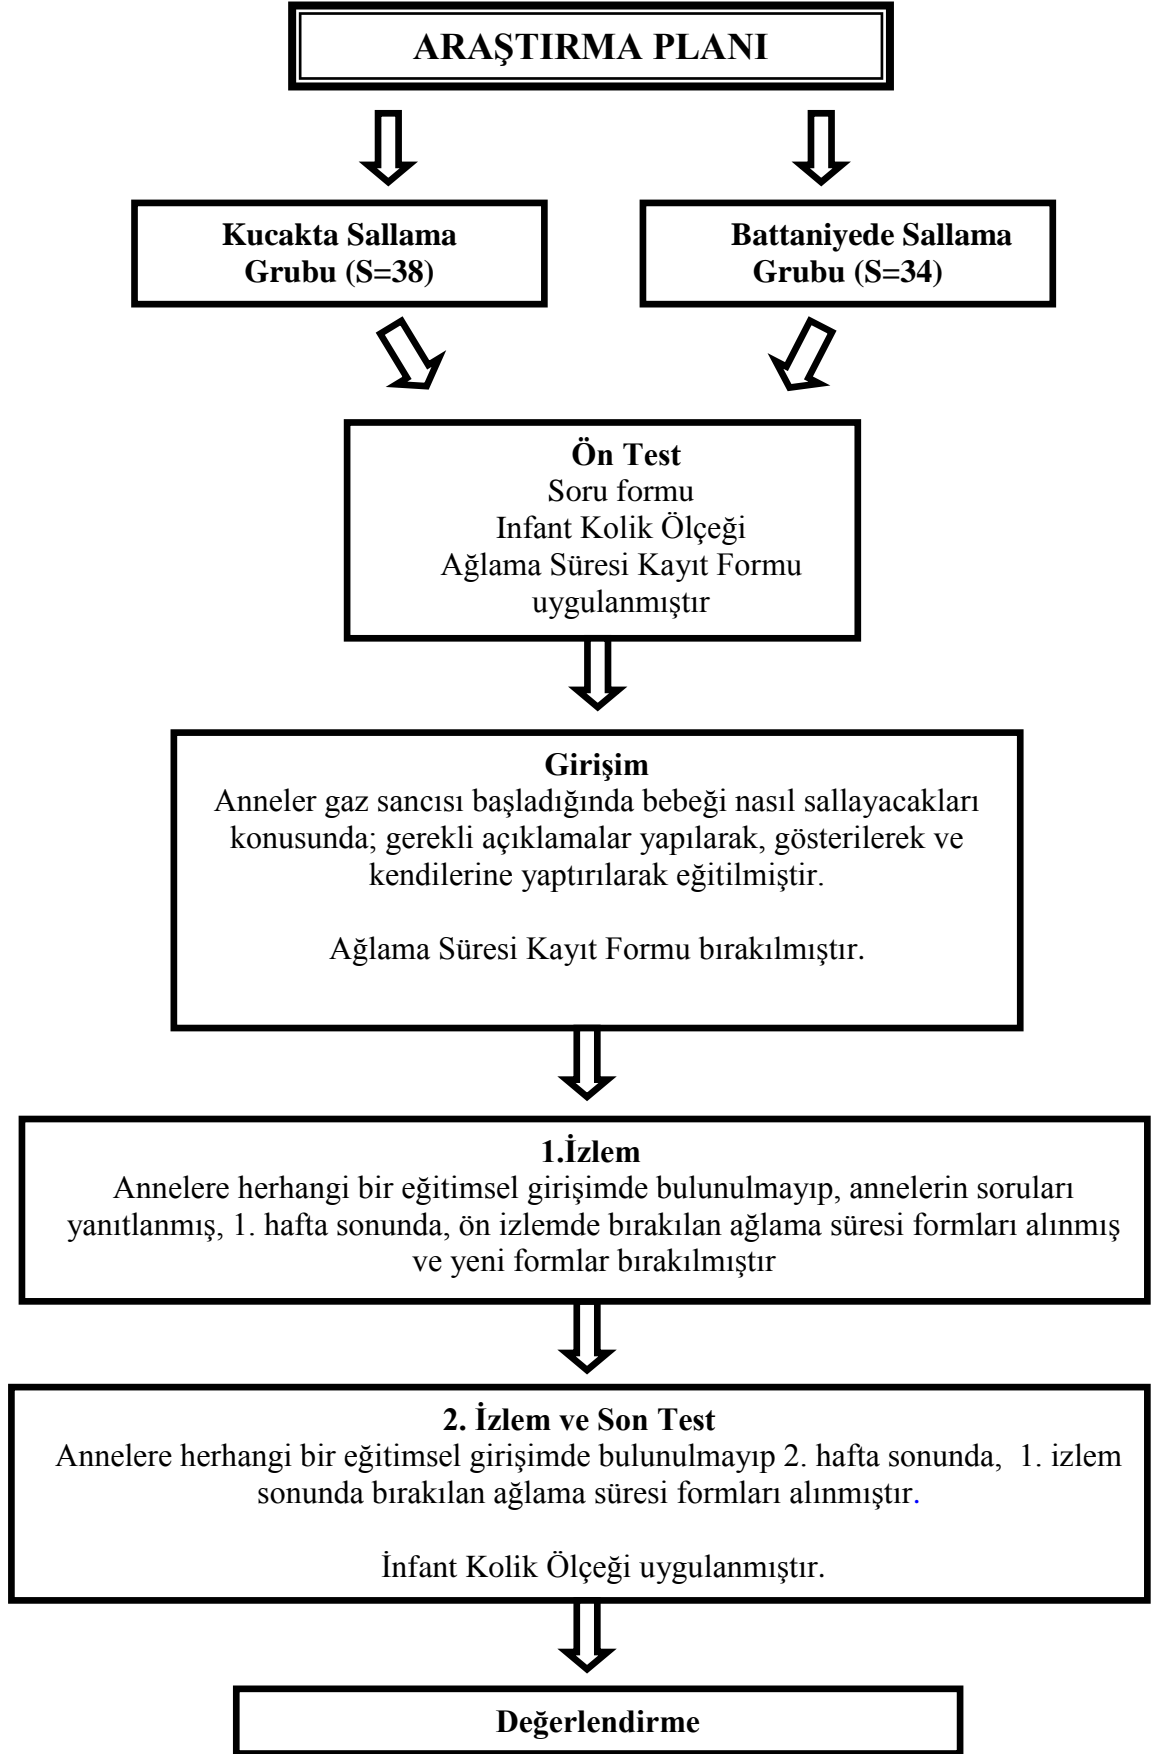 ARAŞTIRMA PLANI
Kucakta Sallama
Grubu (S=38)
Battaniyede Sallama
Grubu (S=34)
Ön Test
Soru formu
Infant Kolik Ölçeği
Ağlama Süresi Kayıt Formu
uygulanmıştır
Girişim
Anneler gaz sancısı başladığında bebeği nasıl sallayacakları
konusunda; gerekli açıklamalar yapılarak, gösterilerek ve
kendilerine yaptırılarak eğitilmiştir.
Ağlama Süresi Kayıt Formu bırakılmıştır.
1.İzlem
Annelere herhangi bir eğitimsel girişimde bulunulmayıp, annelerin soruları
yanıtlanmış, 1. hafta sonunda, ön izlemde bırakılan ağlama süresi formları alınmış
ve yeni formlar bırakılmıştır
2. İzlem ve Son Test
Annelere herhangi bir eğitimsel girişimde bulunulmayıp 2. hafta sonunda, 1. izlem
sonunda bırakılan ağlama süresi formları alınmıştır.
İnfant Kolik Ölçeği uygulanmıştır.
Değerlendirme